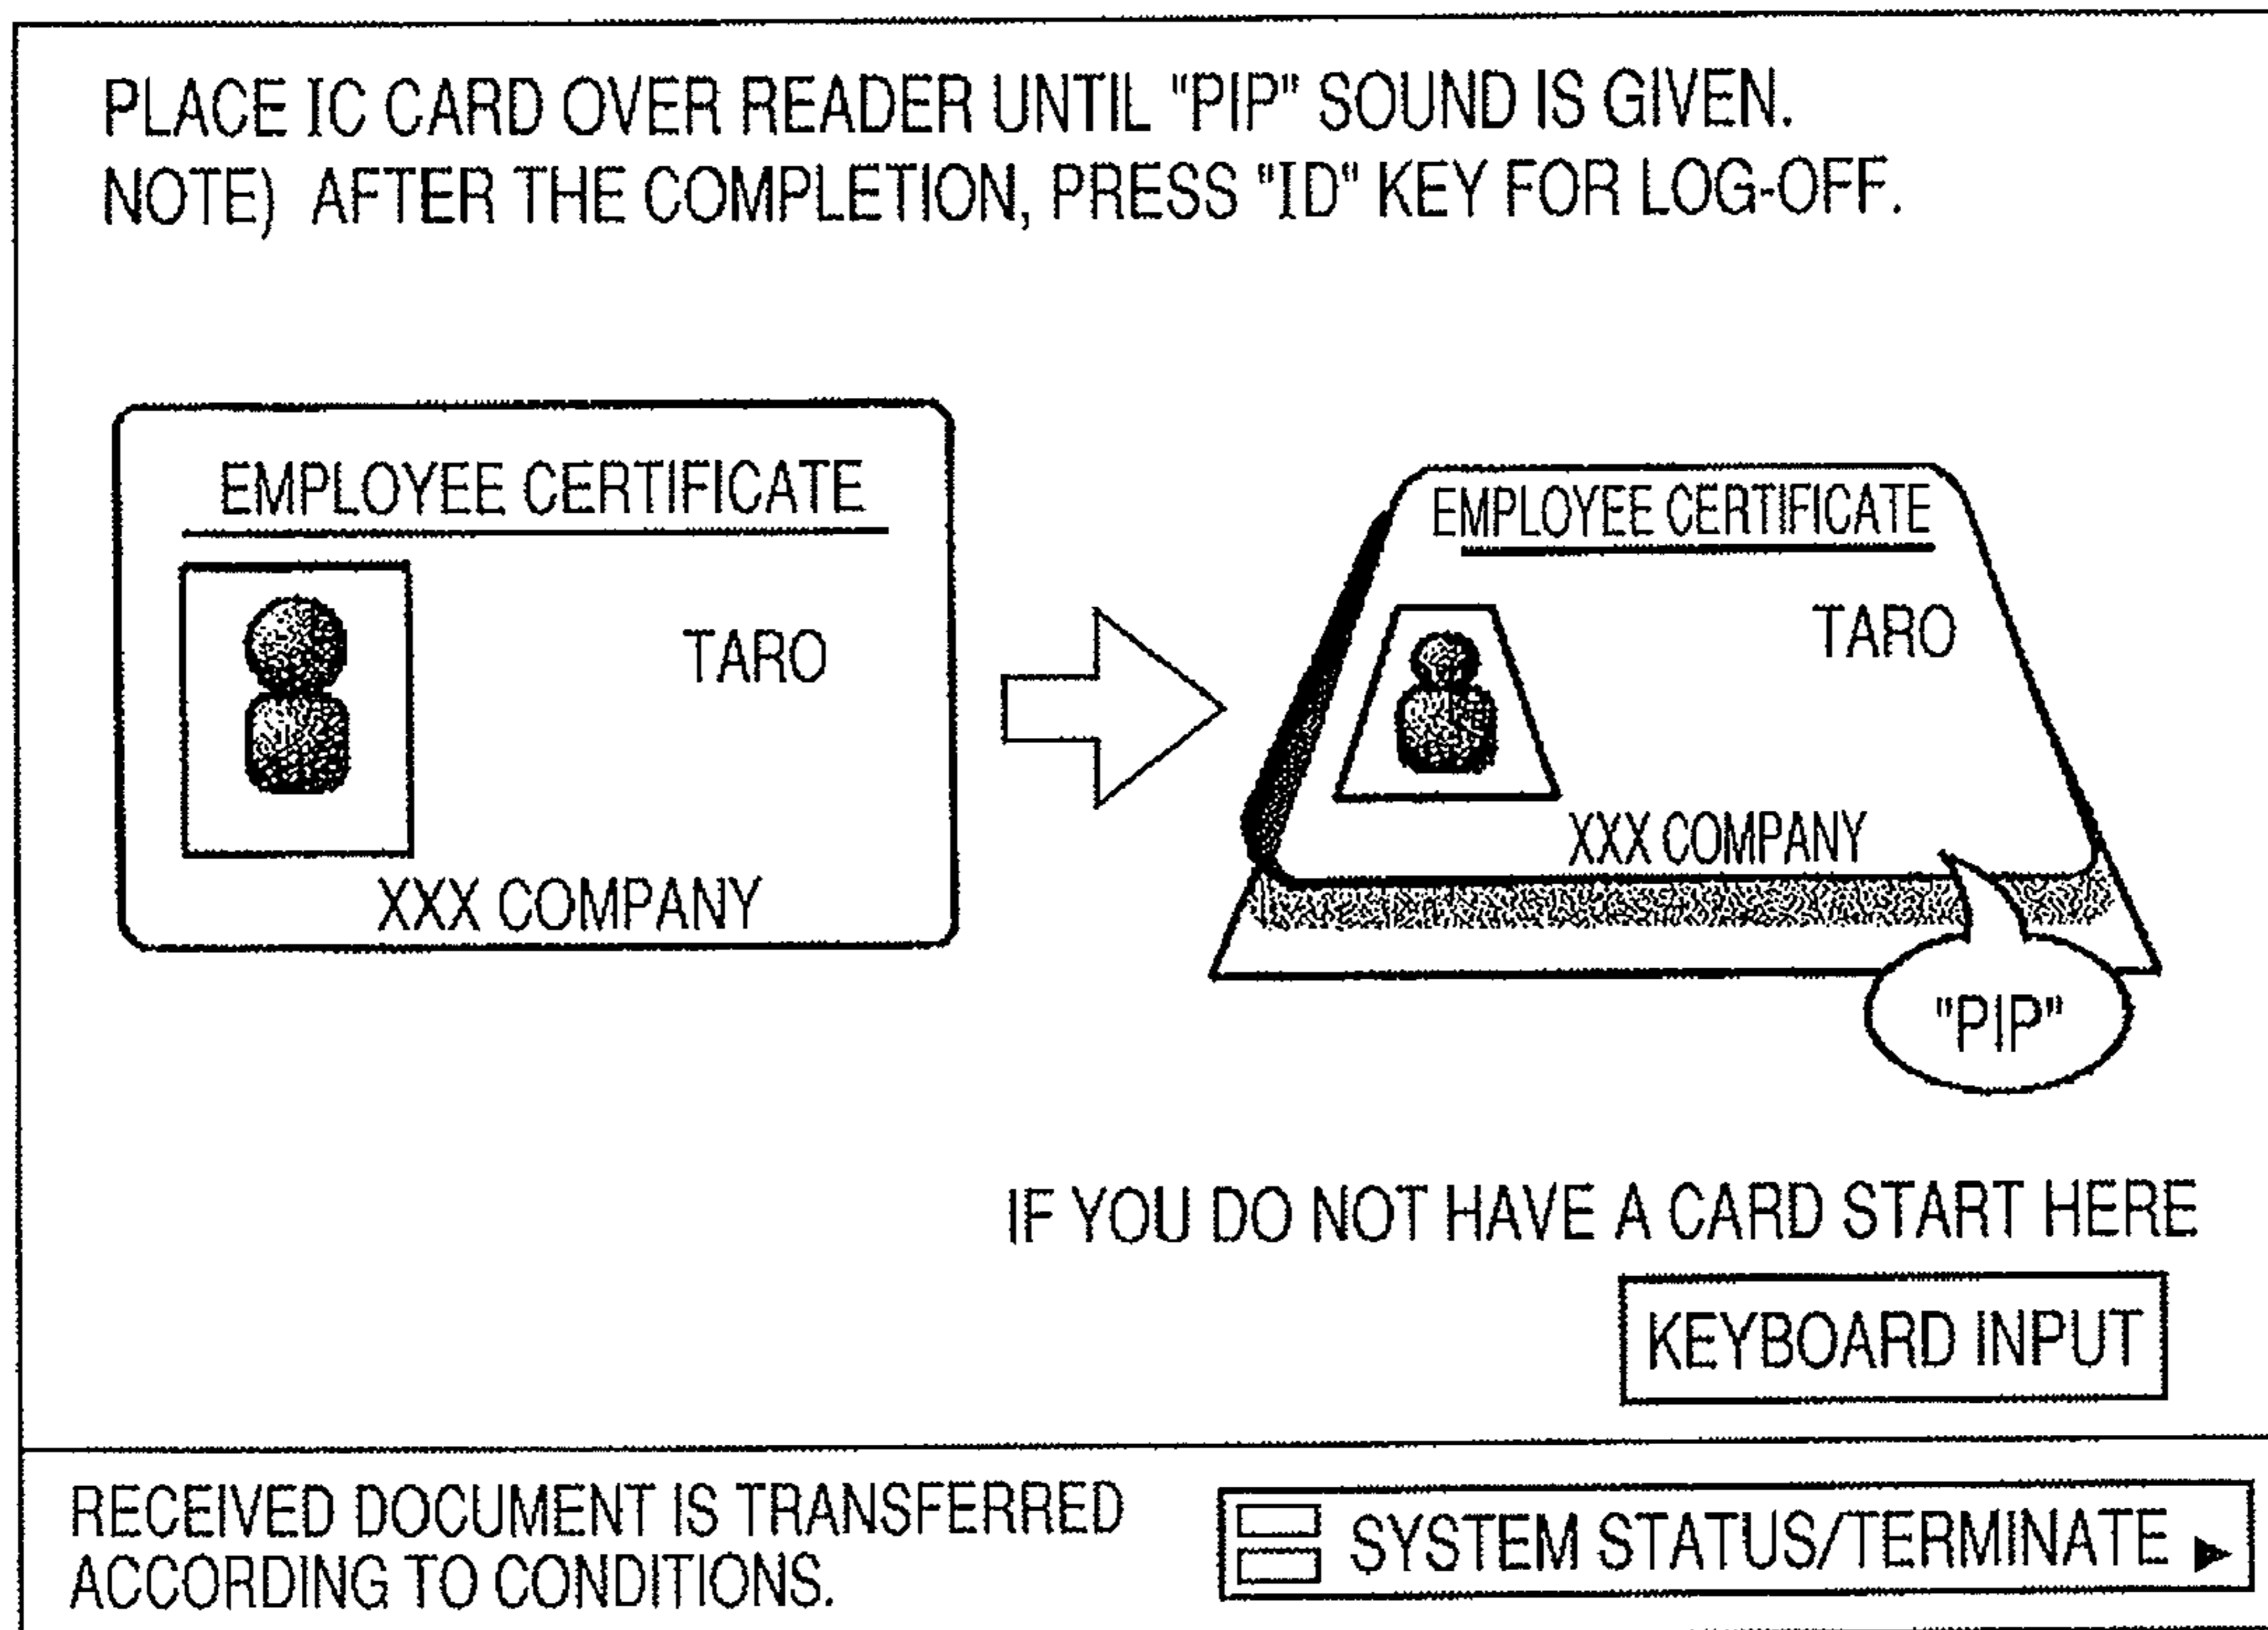 PLACE IC CARD OVER READER UNTIL "PIP" SOUND IS GIVEN.
NOTE) AFTER THE COMPLETION, PRESS "ID" KEY FOR LOG-OFF.
EMPLOYEE CERTIFICATE
TARO
XXX COMPANY
EMPLOYEE CERTIFICATE
TARO
XXX COMPANY
"PIP"
IF YOU DO NOT HAVE A CARD START HERE
KEYBOARD INPUT
RECEIVED DOCUMENT IS TRANSFERRED
ACCORDING TO CONDITIONS.
SYSTEM STATUS/TERMINATE